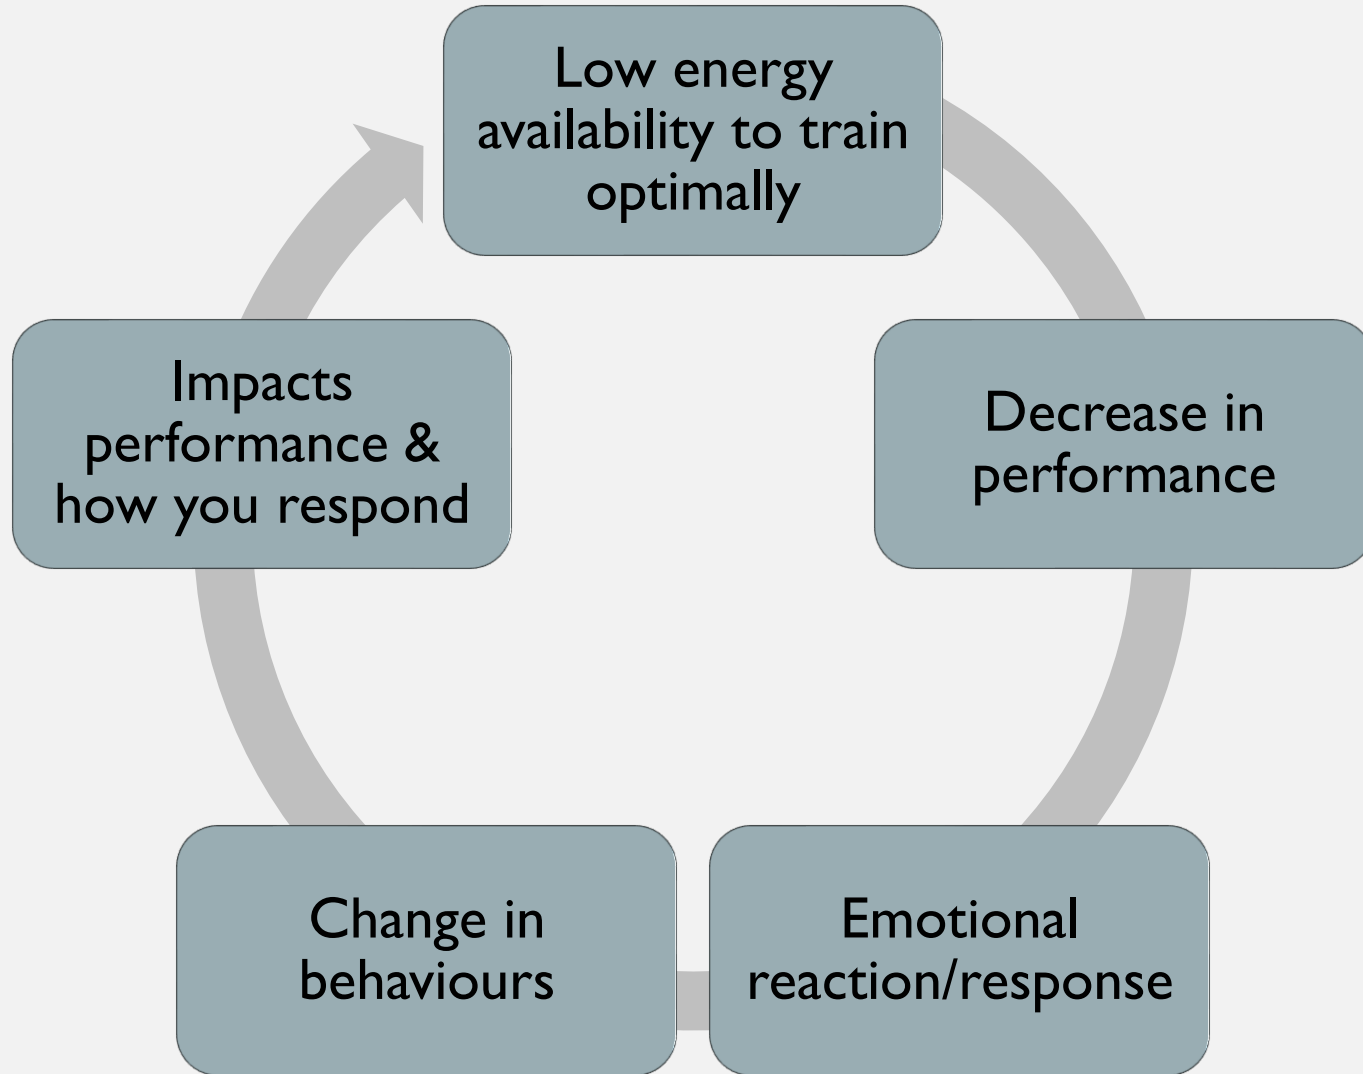 Low energy
availability to train
optimally
Decrease in
performance
Emotional
reaction/response
Change in
behaviours
Impacts
performance &
how you respond